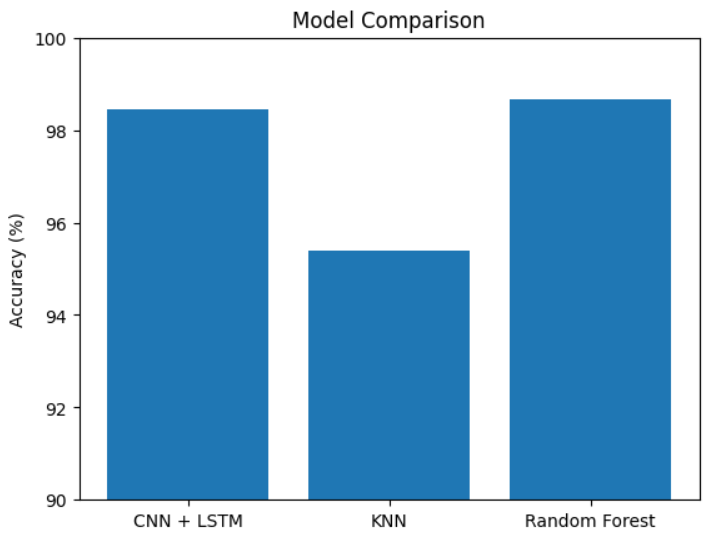 Model Comparison
Accuracy (%)
100
98
96
94
92
90
CNN + LSTM
KNN
Random Forest